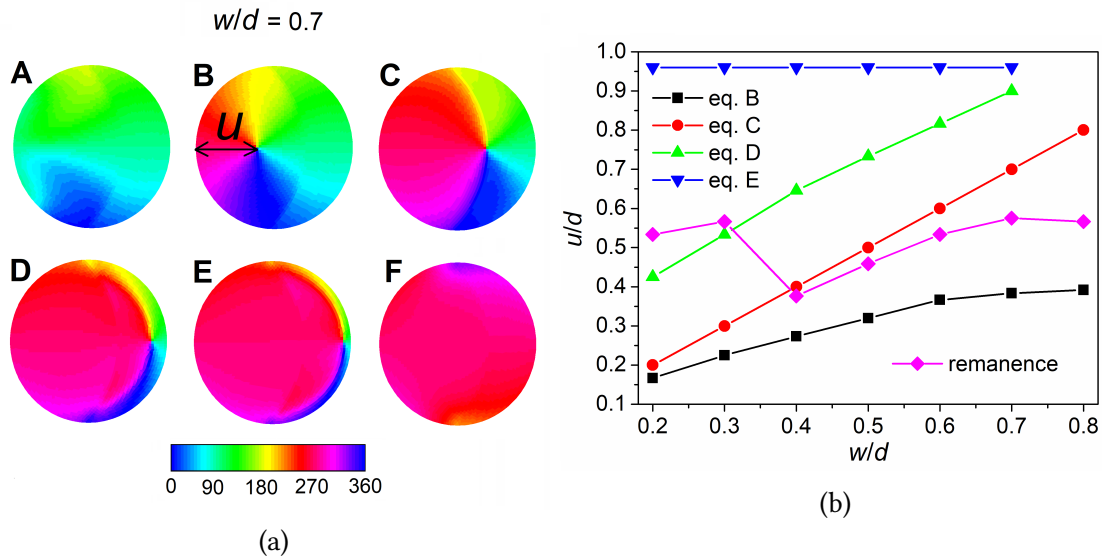 w/d = 0.7
A
B
C
u
D
E
F
0 90 180 270 360
(a)
1.0
0.9
0.8
0.7
0.6
0.5
0.4
0.3
0.2
0.1
u/d
eq. B
eq. C
eq. D
eq. E
remanence
0.2 0.3 0.4 0.5 0.6 0.7 0.8
w/d
(b)